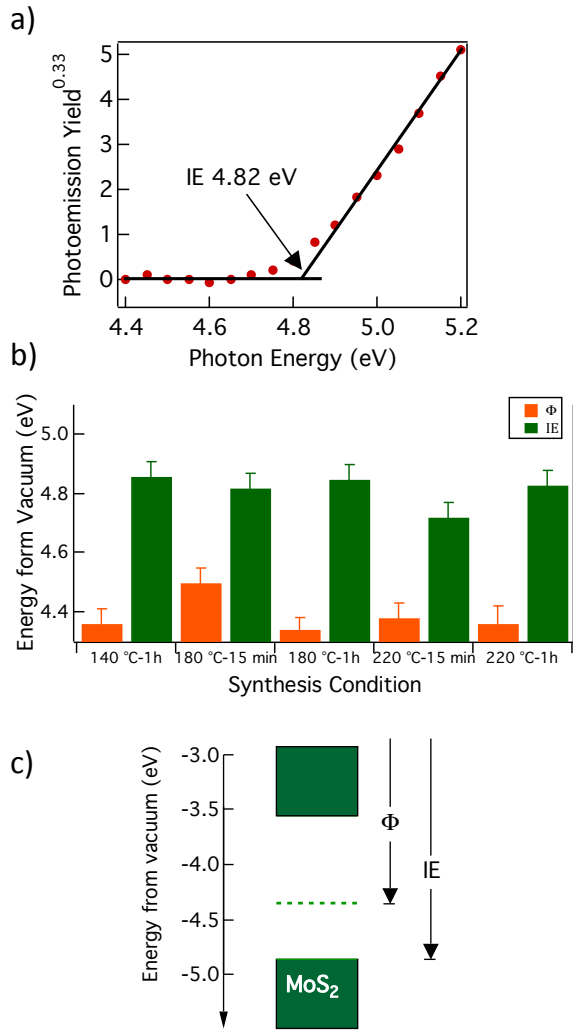 a)
Photoemission Yield^0.33
5
4
3
2
1
0
IE 4.82 eV
4.4 4.6 4.8 5.0 5.2
Photon Energy (eV)
b)
Energy form Vacuum (eV)
5.0
4.8
4.6
4.4
Φ
IE
140 °C-1h 180 °C-15 min 180 °C-1h 220 °C-15 min 220 °C-1h
Synthesis Condition
c)
Energy from vacuum (eV)
-3.0
-3.5
-4.0
-4.5
-5.0
Φ
IE
MoS₂